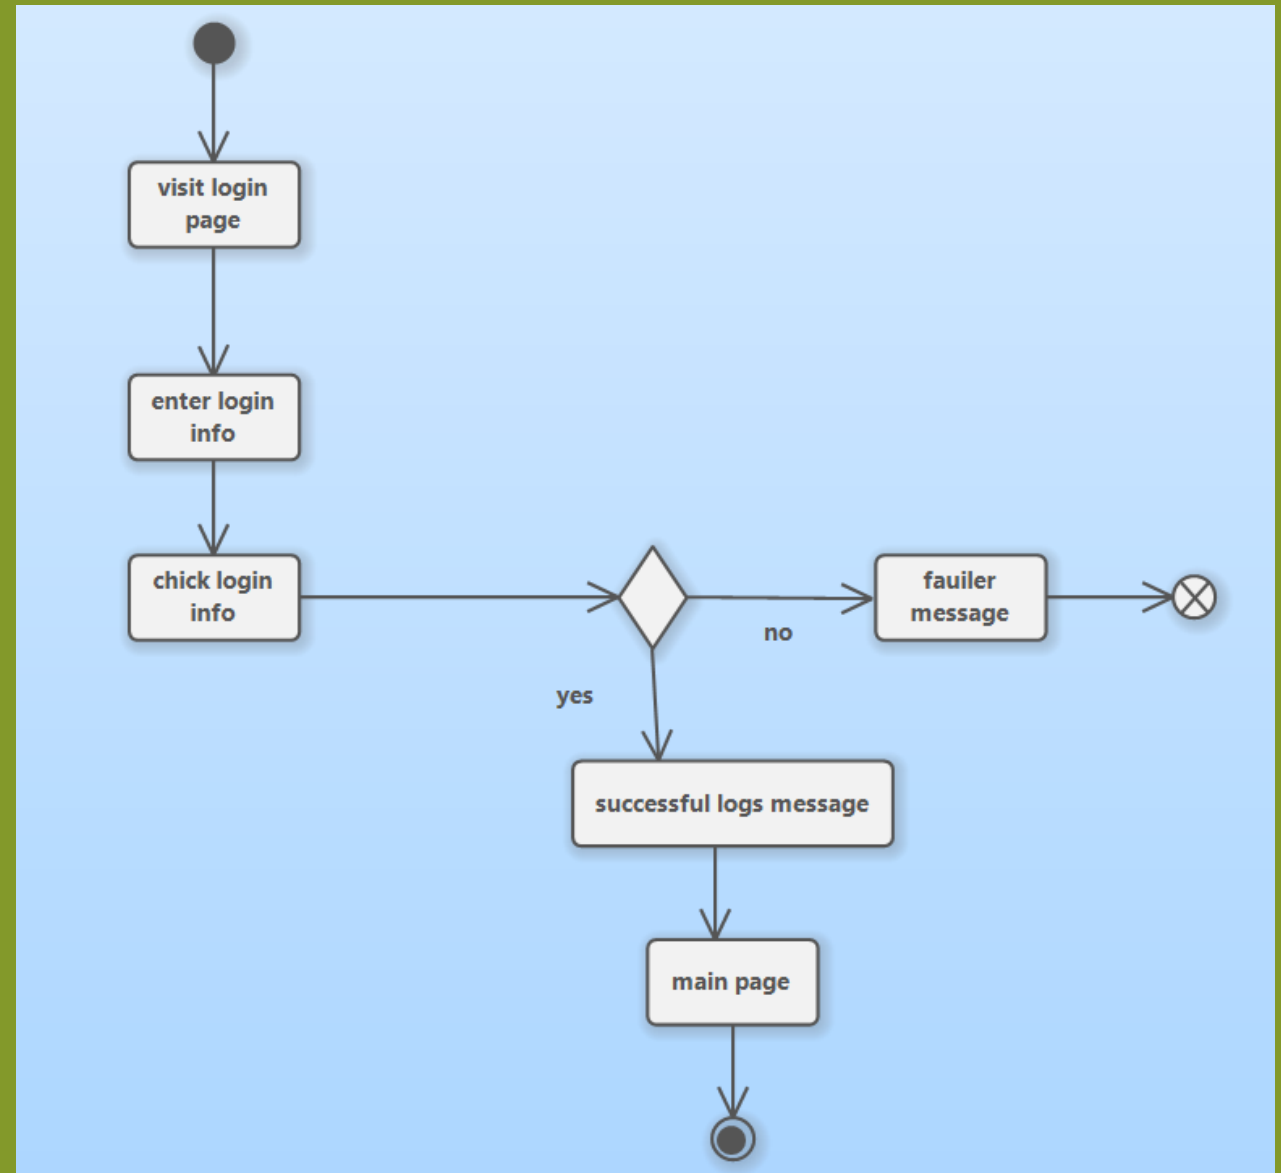 visit login
page
enter login
info
chick login
info
fauiler
message
no
yes
successful logs message
main page